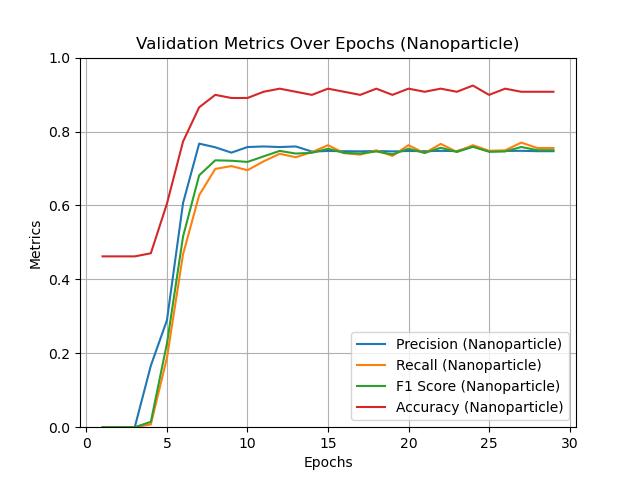 Validation Metrics Over Epochs (Nanoparticle)
1.0
0.8
0.6
0.4
0.2
0.0
Metrics
Precision (Nanoparticle)
Recall (Nanoparticle)
F1 Score (Nanoparticle)
Accuracy (Nanoparticle)
0 5 10 15 20 25 30
Epochs